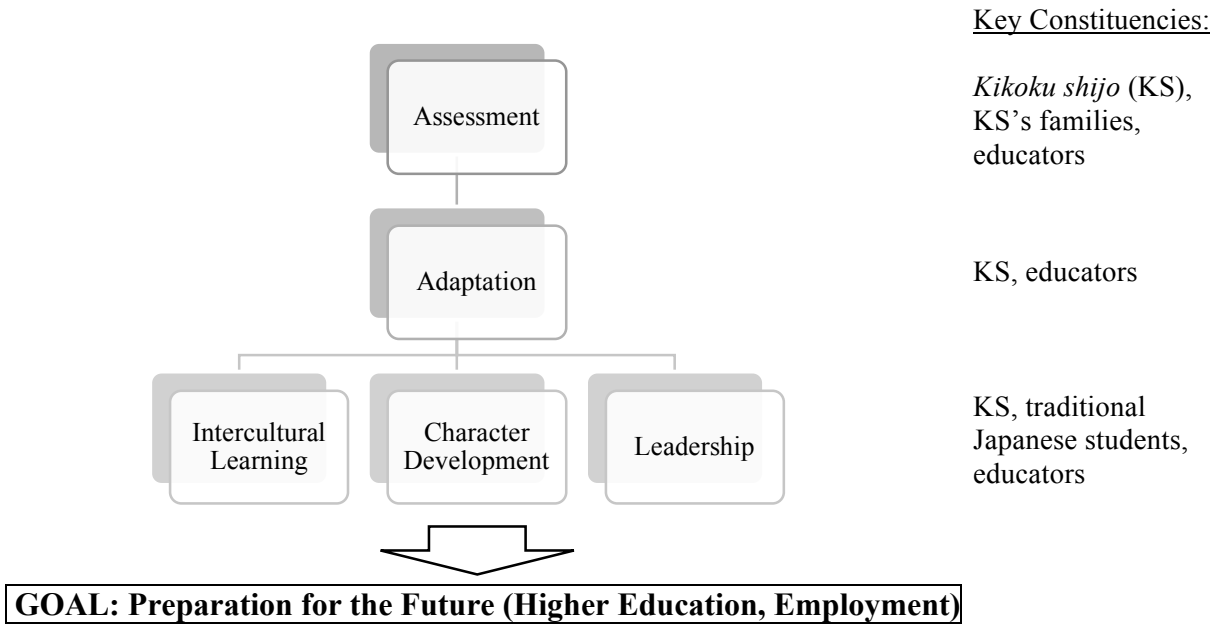 Key Constituencies:
Assessment
Kikoku shijo (KS),
KS’s families,
educators
Adaptation
KS, educators
Intercultural
Learning
Character
Development
Leadership
KS, traditional
Japanese students,
educators
GOAL: Preparation for the Future (Higher Education, Employment)